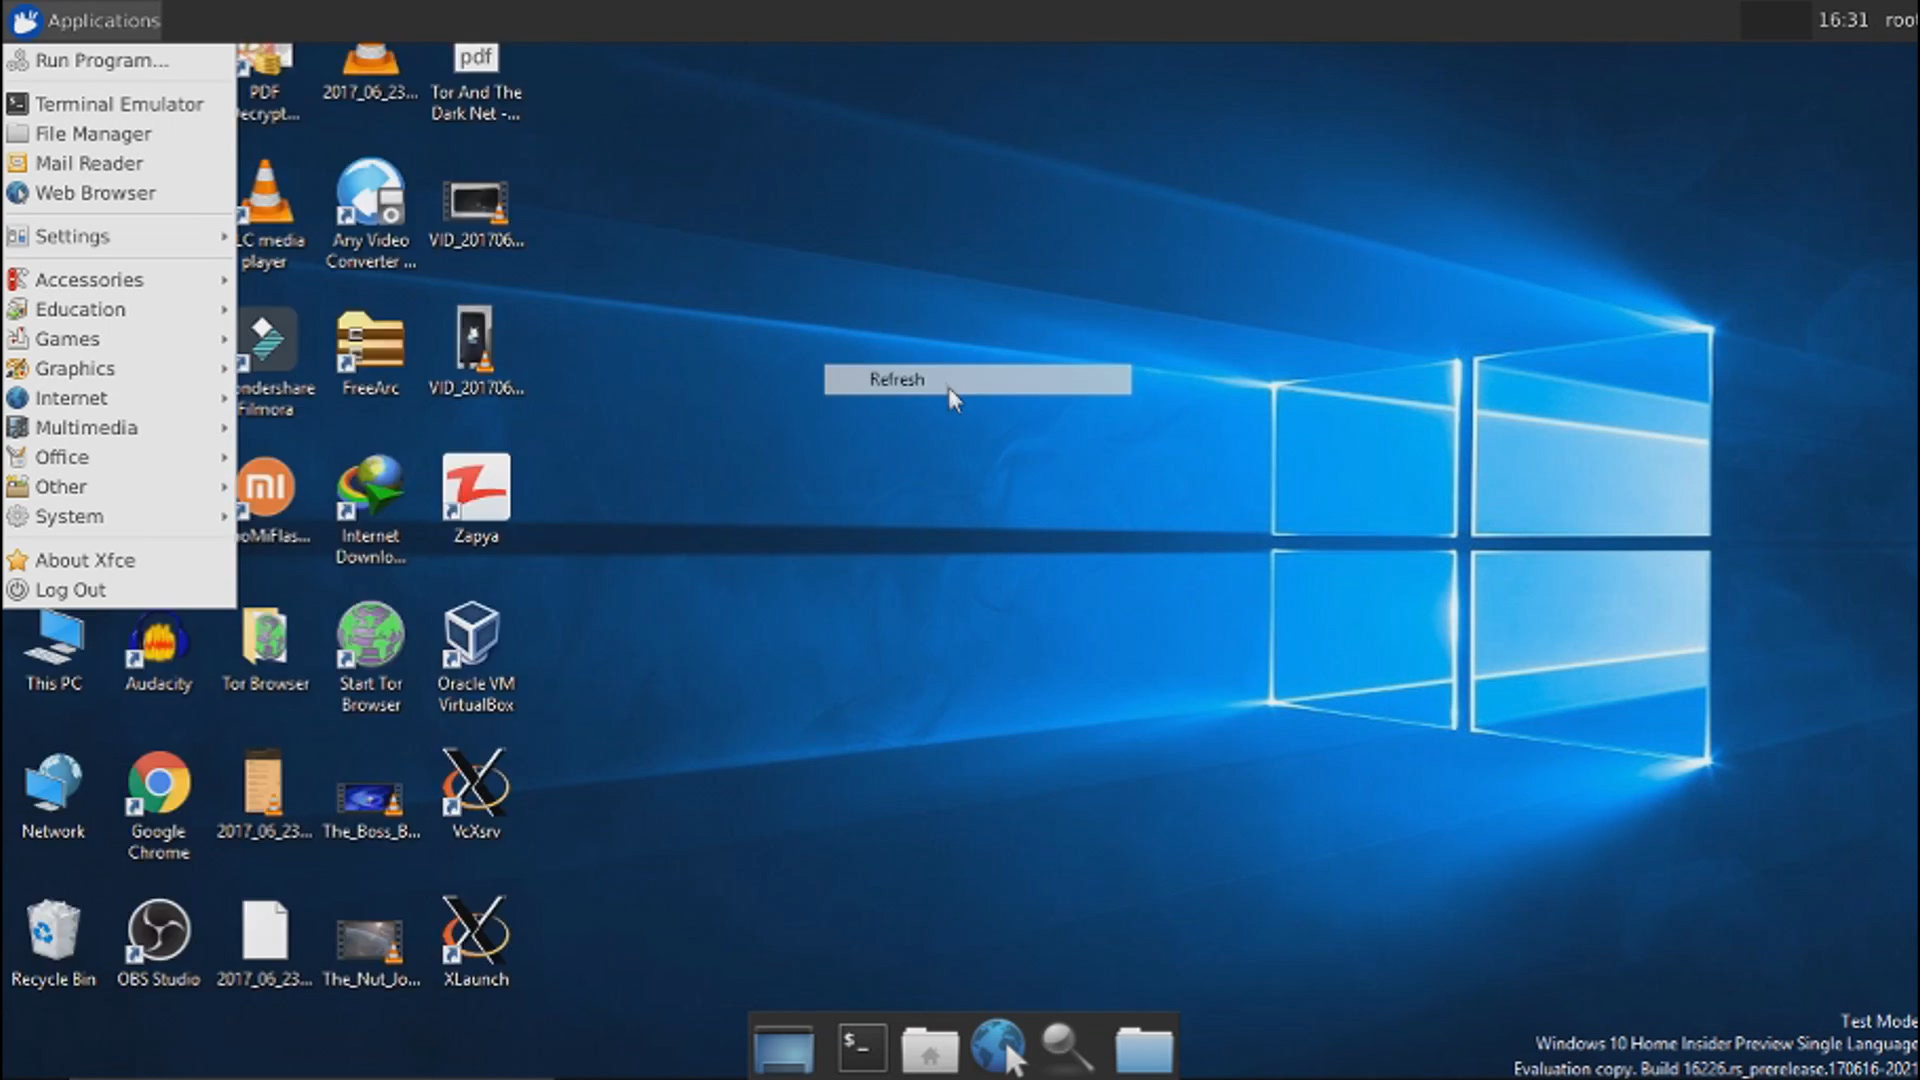 Applications
16:31 root
Run Program...
Terminal Emulator
File Manager
Mail Reader
Web Browser
Settings
Accessories
Education
Games
Graphics
Internet
Multimedia
Office
Other
System
About Xfce
Log Out
PDF
ecrypt...
2017_06_23...
pdf
Tor And The
Dark Net -...
LC media
player
Any Video
Converter ...
VID_201706...
ondershare
Filmora
FreeArc
VID_201706...
Refresh
oMiFlas...
Internet
Downlo...
Zapya
This PC
Audacity
Tor Browser
Start Tor
Browser
Oracle VM
VirtualBox
Network
Google
Chrome
2017_06_23...
The_Boss_B...
VcXsrv
Recycle Bin
OBS Studio
2017_06_23...
The_Nut_Jo...
XLaunch
$_
Test Mode
Windows 10 Home Insider Preview Single Language
Evaluation copy. Build 16226.rs_prerelease.170616-2021